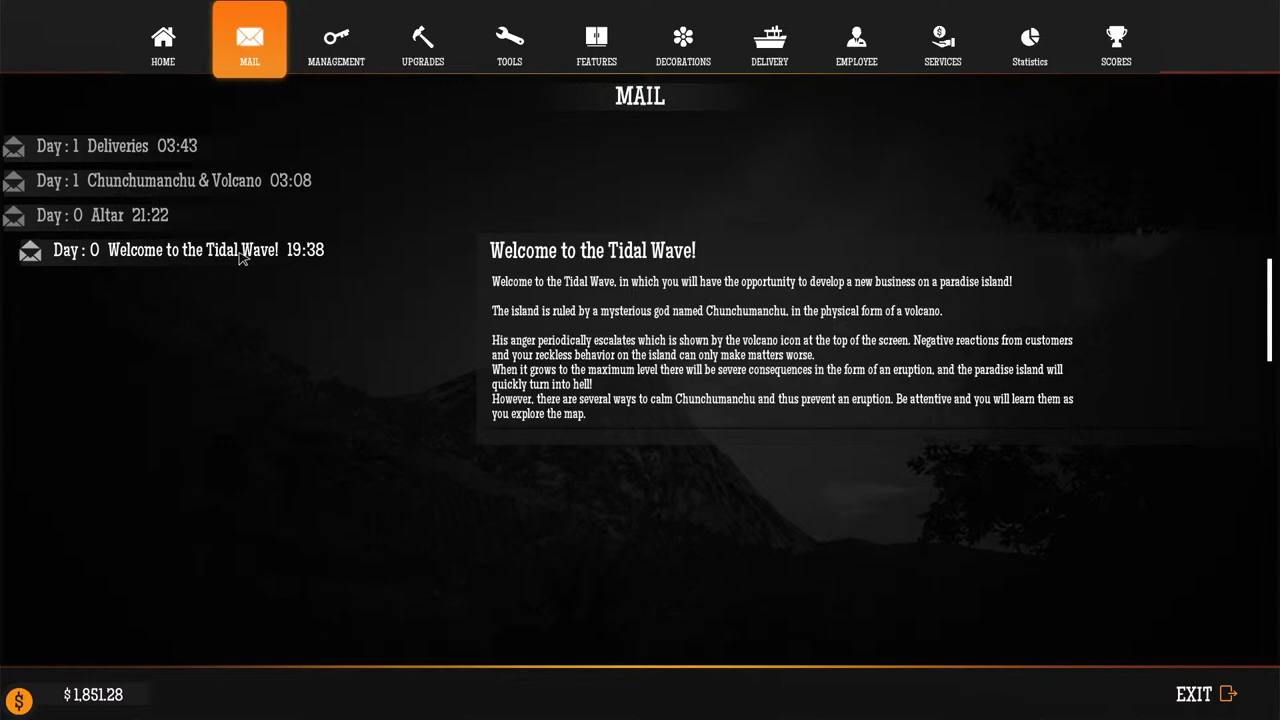 HOME MAIL MANAGEMENT UPGRADES TOOLS FEATURES DECORATIONS DELIVERY EMPLOYEE SERVICES Statistics SCORES
MAIL
Day : 1 Deliveries 03:43
Day : 1 Chunchumanchu & Volcano 03:08
Day : 0 Altar 21:22
Day : 0 Welcome to the Tidal Wave! 19:38
Welcome to the Tidal Wave!
Welcome to the Tidal Wave, in which you will have the opportunity to develop a new business on a paradise island!
The island is ruled by a mysterious god named Chunchumanchu, in the physical form of a volcano.
His anger periodically escalates which is shown by the volcano icon at the top of the screen. Negative reactions from customers
and your reckless behavior on the island can only make matters worse.
When it grows to the maximum level there will be severe consequences in the form of an eruption, and the paradise island will
quickly turn into hell!
However, there are several ways to calm Chunchumanchu and thus prevent an eruption. Be attentive and you will learn them as
you explore the map.
$ $ 1,851.28
EXIT